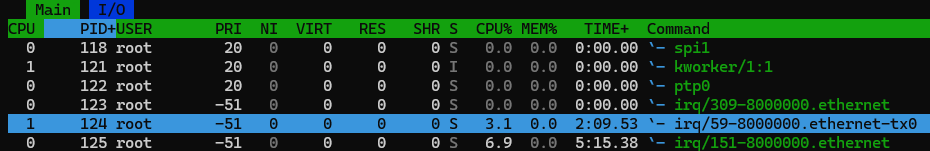 Main I/O
CPU PID+USER PRI NI VIRT RES SHR S CPU% MEM% TIME+ Command
0 118 root 20 0 0 0 0 S 0.0 0.0 0:00.00 `- spi1
1 121 root 20 0 0 0 0 I 0.0 0.0 0:00.00 `- kworker/1:1
0 122 root 20 0 0 0 0 S 0.0 0.0 0:00.00 `- ptp0
0 123 root -51 0 0 0 0 S 0.0 0.0 0:00.00 `- irq/309-8000000.ethernet
1 124 root -51 0 0 0 0 S 3.1 0.0 2:09.53 `- irq/59-8000000.ethernet-tx0
0 125 root -51 0 0 0 0 S 6.9 0.0 5:15.38 `- irq/151-8000000.ethernet